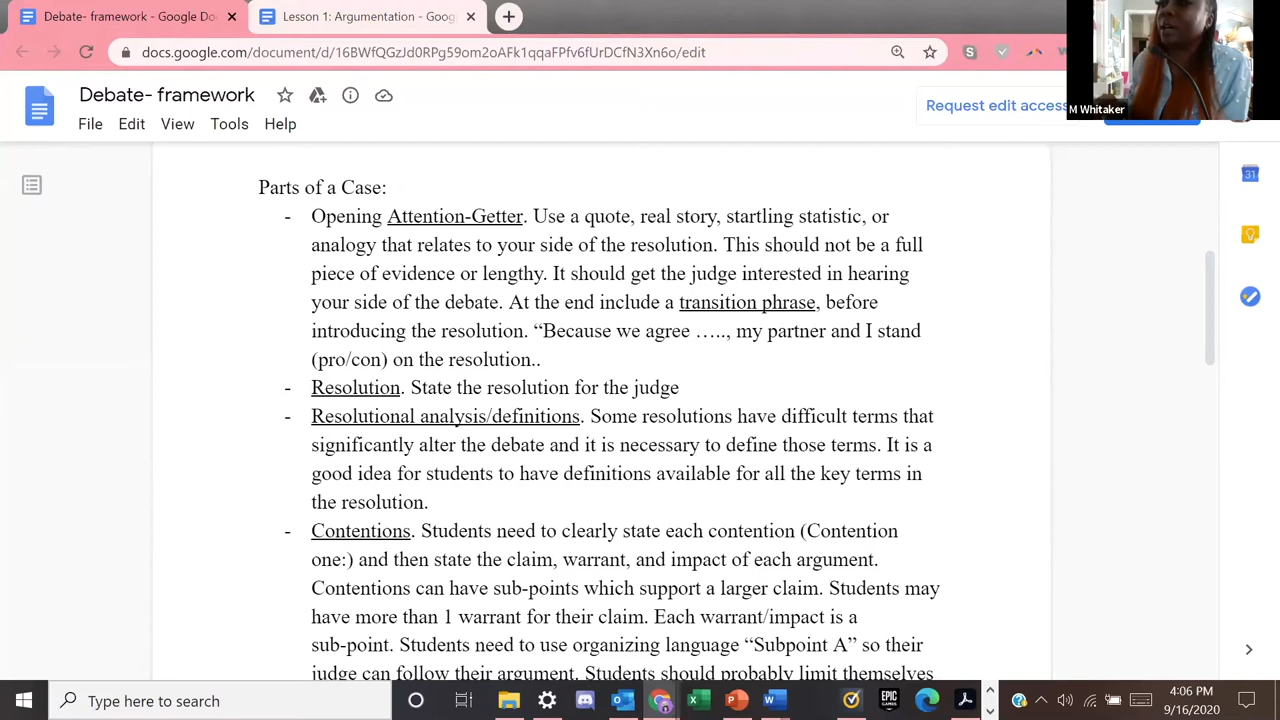 Debate- framework - Google Do
Lesson 1: Argumentation - Goog
docs.google.com/document/d/16BWfQGzJd0RPg59om2oAFk1qqaFPfv6fUrDCfN3Xn6o/edit
M Whitaker
Debate- framework
Request edit access
File Edit View Tools Help
Parts of a Case:
- Opening Attention-Getter. Use a quote, real story, startling statistic, or
analogy that relates to your side of the resolution. This should not be a full
piece of evidence or lengthy. It should get the judge interested in hearing
your side of the debate. At the end include a transition phrase, before
introducing the resolution. “Because we agree ….., my partner and I stand
(pro/con) on the resolution..
- Resolution. State the resolution for the judge
- Resolutional analysis/definitions. Some resolutions have difficult terms that
significantly alter the debate and it is necessary to define those terms. It is a
good idea for students to have definitions available for all the key terms in
the resolution.
- Contentions. Students need to clearly state each contention (Contention
one:) and then state the claim, warrant, and impact of each argument.
Contentions can have sub-points which support a larger claim. Students may
have more than 1 warrant for their claim. Each warrant/impact is a
sub-point. Students need to use organizing language “Subpoint A” so their
judge can follow their argument. Students should probably limit themselves
31
Type here to search
EPIC
GAMES
4:06 PM
9/16/2020